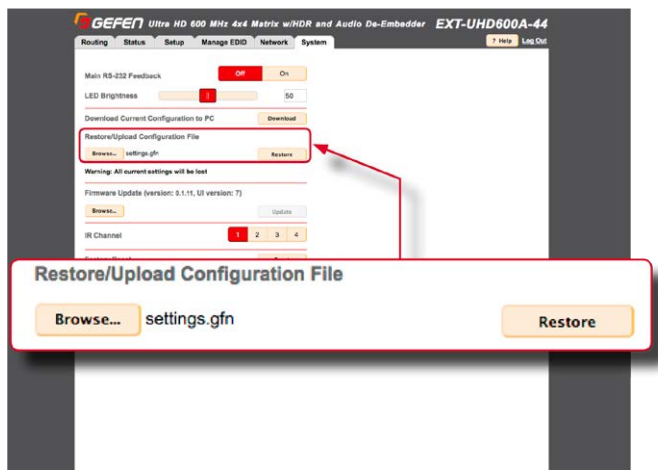 GEFEN Ultra HD 600 MHz 4x4 Matrix w/HDR and Audio De-Embedder EXT-UHD600A-44
Routing Status Setup Manage EDID Network System ? Help Log Out
Main RS-232 Feedback Off On
LED Brightness 50
Download Current Configuration to PC Download
Restore/Upload Configuration File
Browse... settings.gfn Restore
Warning: All current settings will be lost
Firmware Update (version: 0.1.11, UI version: 7)
Browse... Update
IR Channel 1 2 3 4
Restore/Upload Configuration File
Browse... settings.gfn Restore